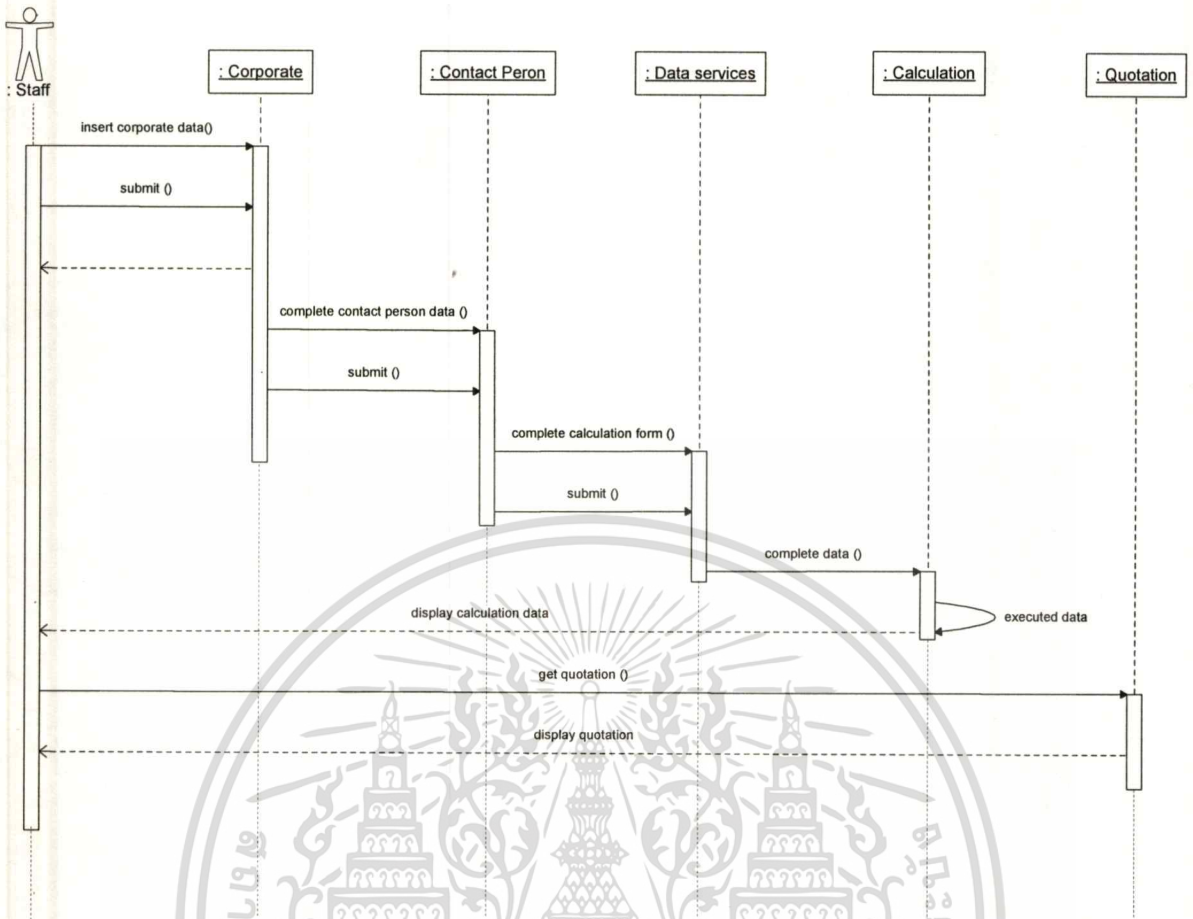 : Staff
: Corporate
: Contact Peron
: Data services
: Calculation
: Quotation
insert corporate data()
submit ()
complete contact person data ()
submit ()
complete calculation form ()
submit ()
complete data ()
executed data
display calculation data
get quotation ()
display quotation